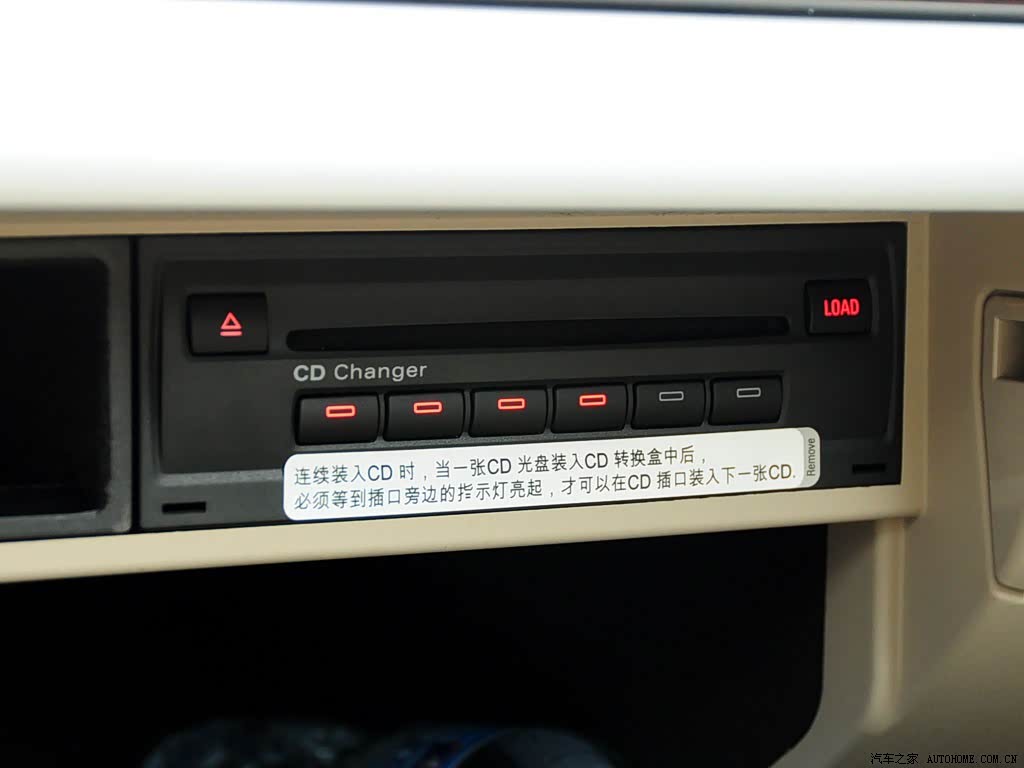 LOAD
CD Changer
连续装入CD 时，当一张CD 光盘装入CD 转换盒中后，
必须等到插口旁边的指示灯亮起，才可以在CD 插口装入下一张CD.
Remove
汽车之家 AUTOHOME.COM.CN